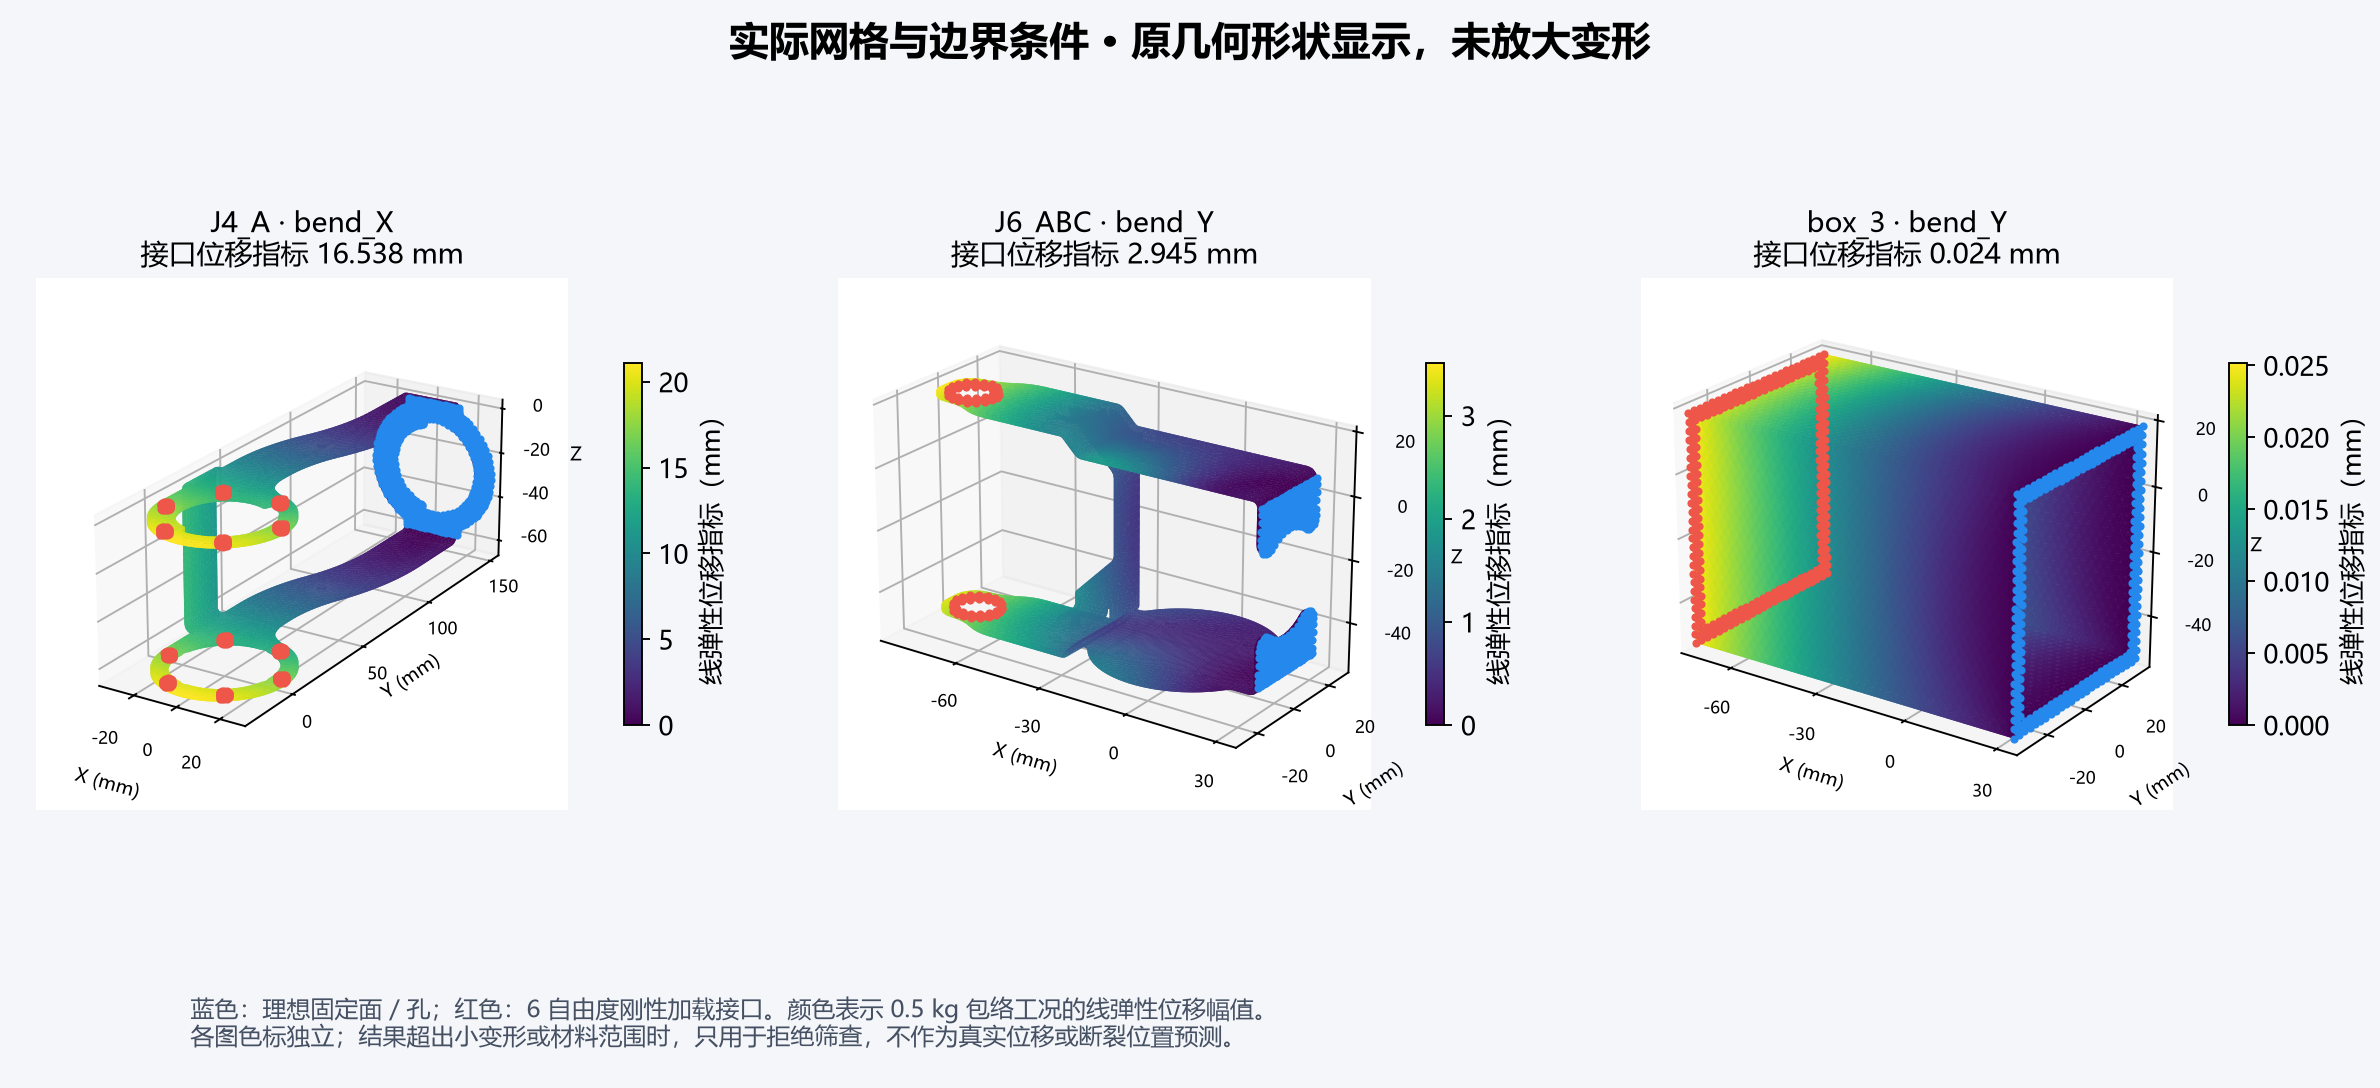 实际网格与边界条件 • 原几何形状显示，未放大变形
J4_A · bend_X
接口位移指标 16.538 mm
0
-20
-40
-60
Z
150
100
50
0
Y (mm)
-20
0
20
X (mm)
20
15
10
5
0
线弹性位移指标（mm）
J6_ABC · bend_Y
接口位移指标 2.945 mm
20
0
-20
-40
Z
-60
-30
0
30
X (mm)
20
0
-20
Y (mm)
3
2
1
0
线弹性位移指标（mm）
box_3 · bend_Y
接口位移指标 0.024 mm
20
0
-20
-40
Z
-60
-30
0
30
X (mm)
20
0
-20
Y (mm)
0.025
0.020
0.015
0.010
0.005
0.000
线弹性位移指标（mm）
蓝色：理想固定面 / 孔；红色：6 自由度刚性加载接口。颜色表示 0.5 kg 包络工况的线弹性位移幅值。
各图色标独立；结果超出小变形或材料范围时，只用于拒绝筛查，不作为真实位移或断裂位置预测。